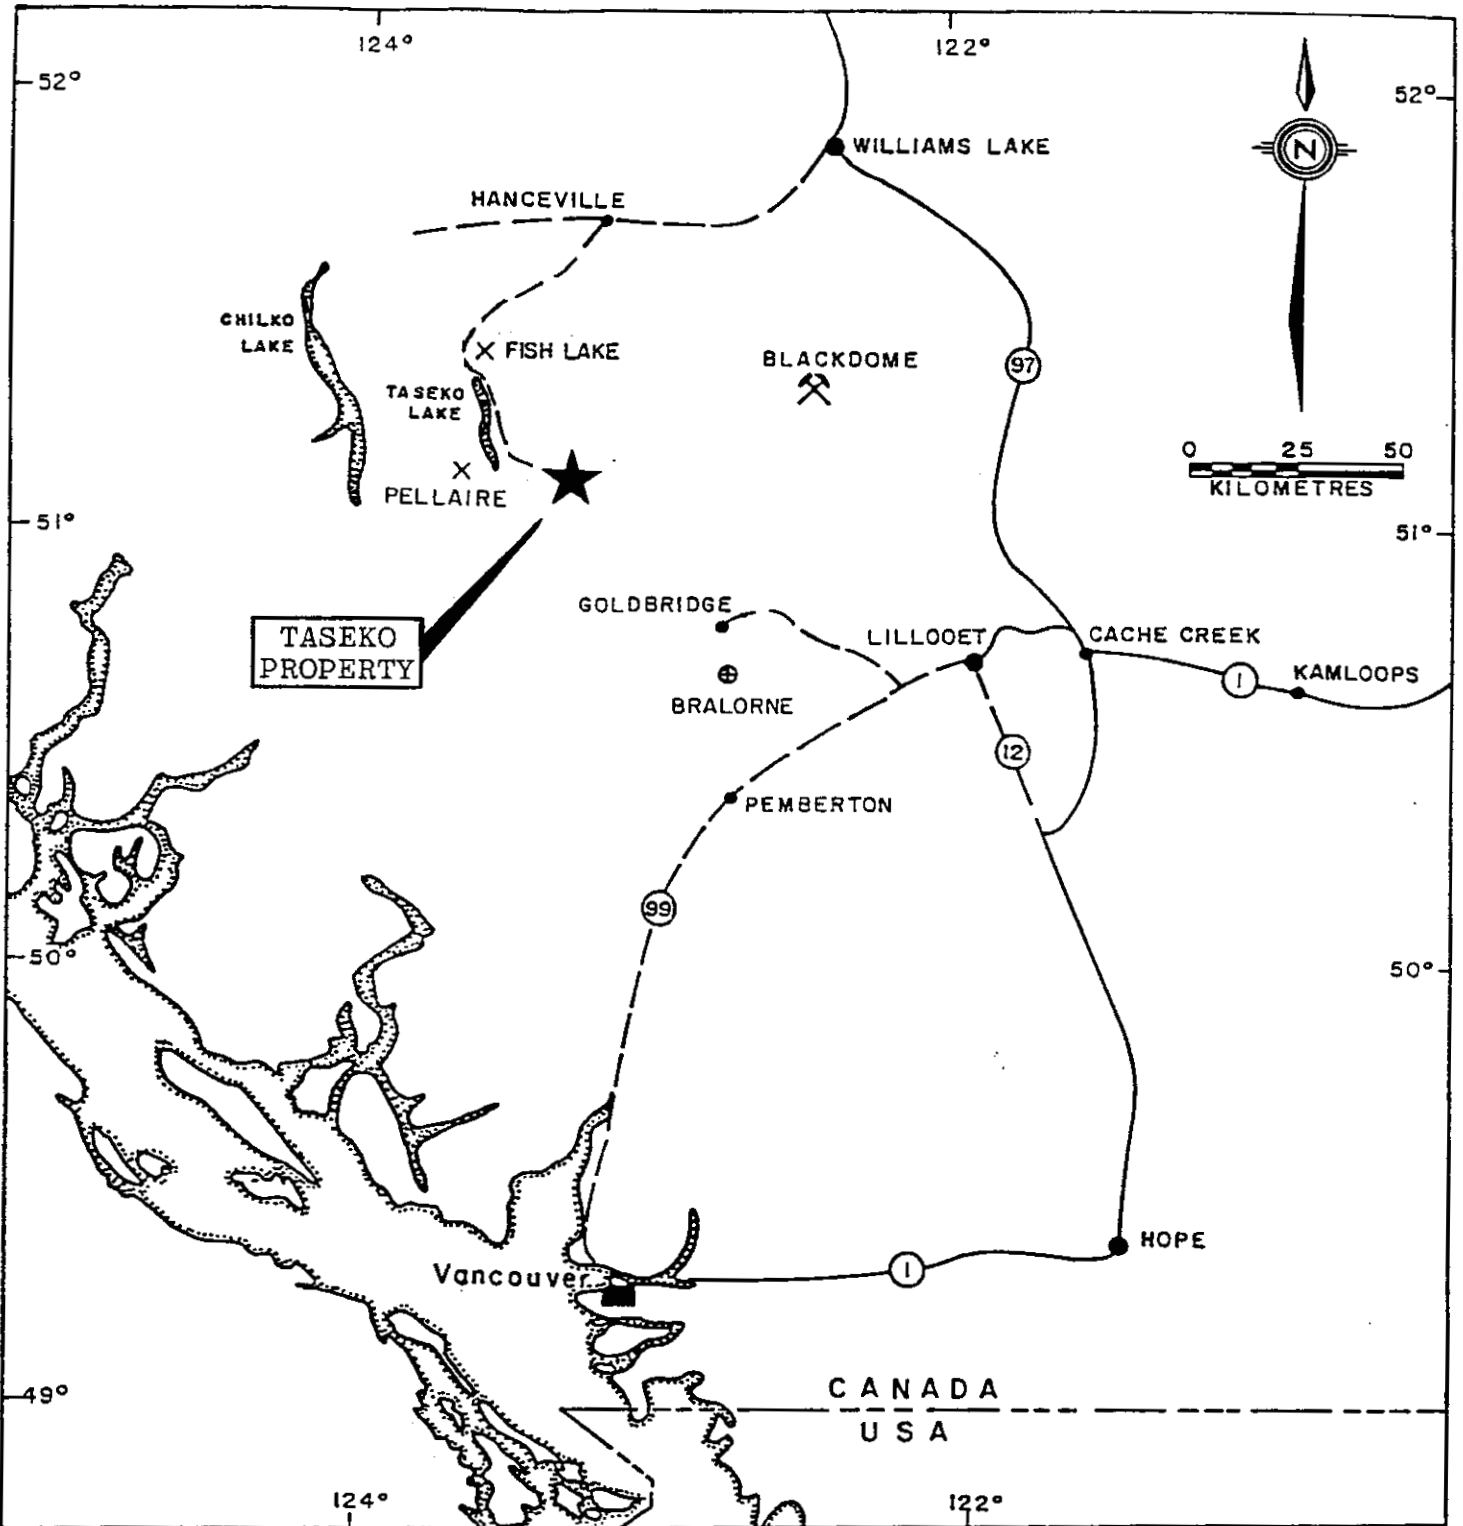 124°
122°
52°
52°
WILLIAMS LAKE
N
HANCEVILLE
CHILKO
LAKE
FISH LAKE
BLACKDOME
97
TASEKO
LAKE
0 25 50
KILOMETRES
PELLAIRE
51°
51°
GOLDBRIDGE
TASEKO
PROPERTY
LILLOOET
CACHE CREEK
1
KAMLOOPS
BRALORNE
12
PEMBERTON
99
50°
50°
HOPE
Vancouver
1
49°
CANADA
USA
124°
122°